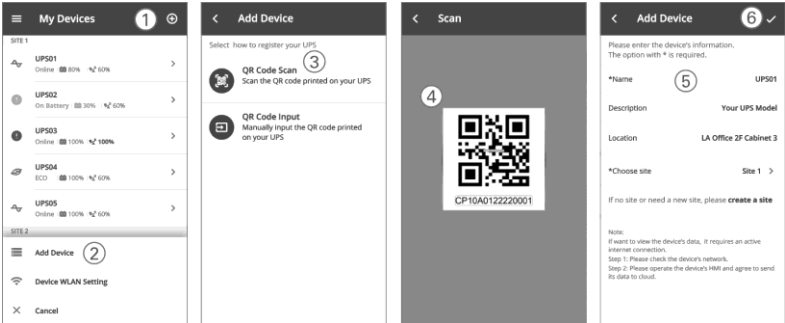 My Devices
1
SITE 1
UPS01
Online 80% 60%
UPS02
On Battery 30% 60%
UPS03
Online 100% 100%
UPS04
ECO 100% 60%
UPS05
Online 100% 60%
SITE 2
Add Device
2
Device WLAN Setting
Cancel
Add Device
Select how to register your UPS
3
QR Code Scan
Scan the QR code printed on your UPS
QR Code Input
Manually input the QR code printed
on your UPS
Scan
4
CP10A0122220001
Add Device
6
Please enter the device's information.
The option with * is required.
*Name UPS01
5
Description Your UPS Model
Location LA Office 2F Cabinet 3
*Choose site Site 1
If no site or need a new site, please create a site
Note:
If want to view the device's data, it requires an active
internet connection.
Step 1: Please check the device's network.
Step 2: Please operate the device's HMI and agree to send
its data to cloud.